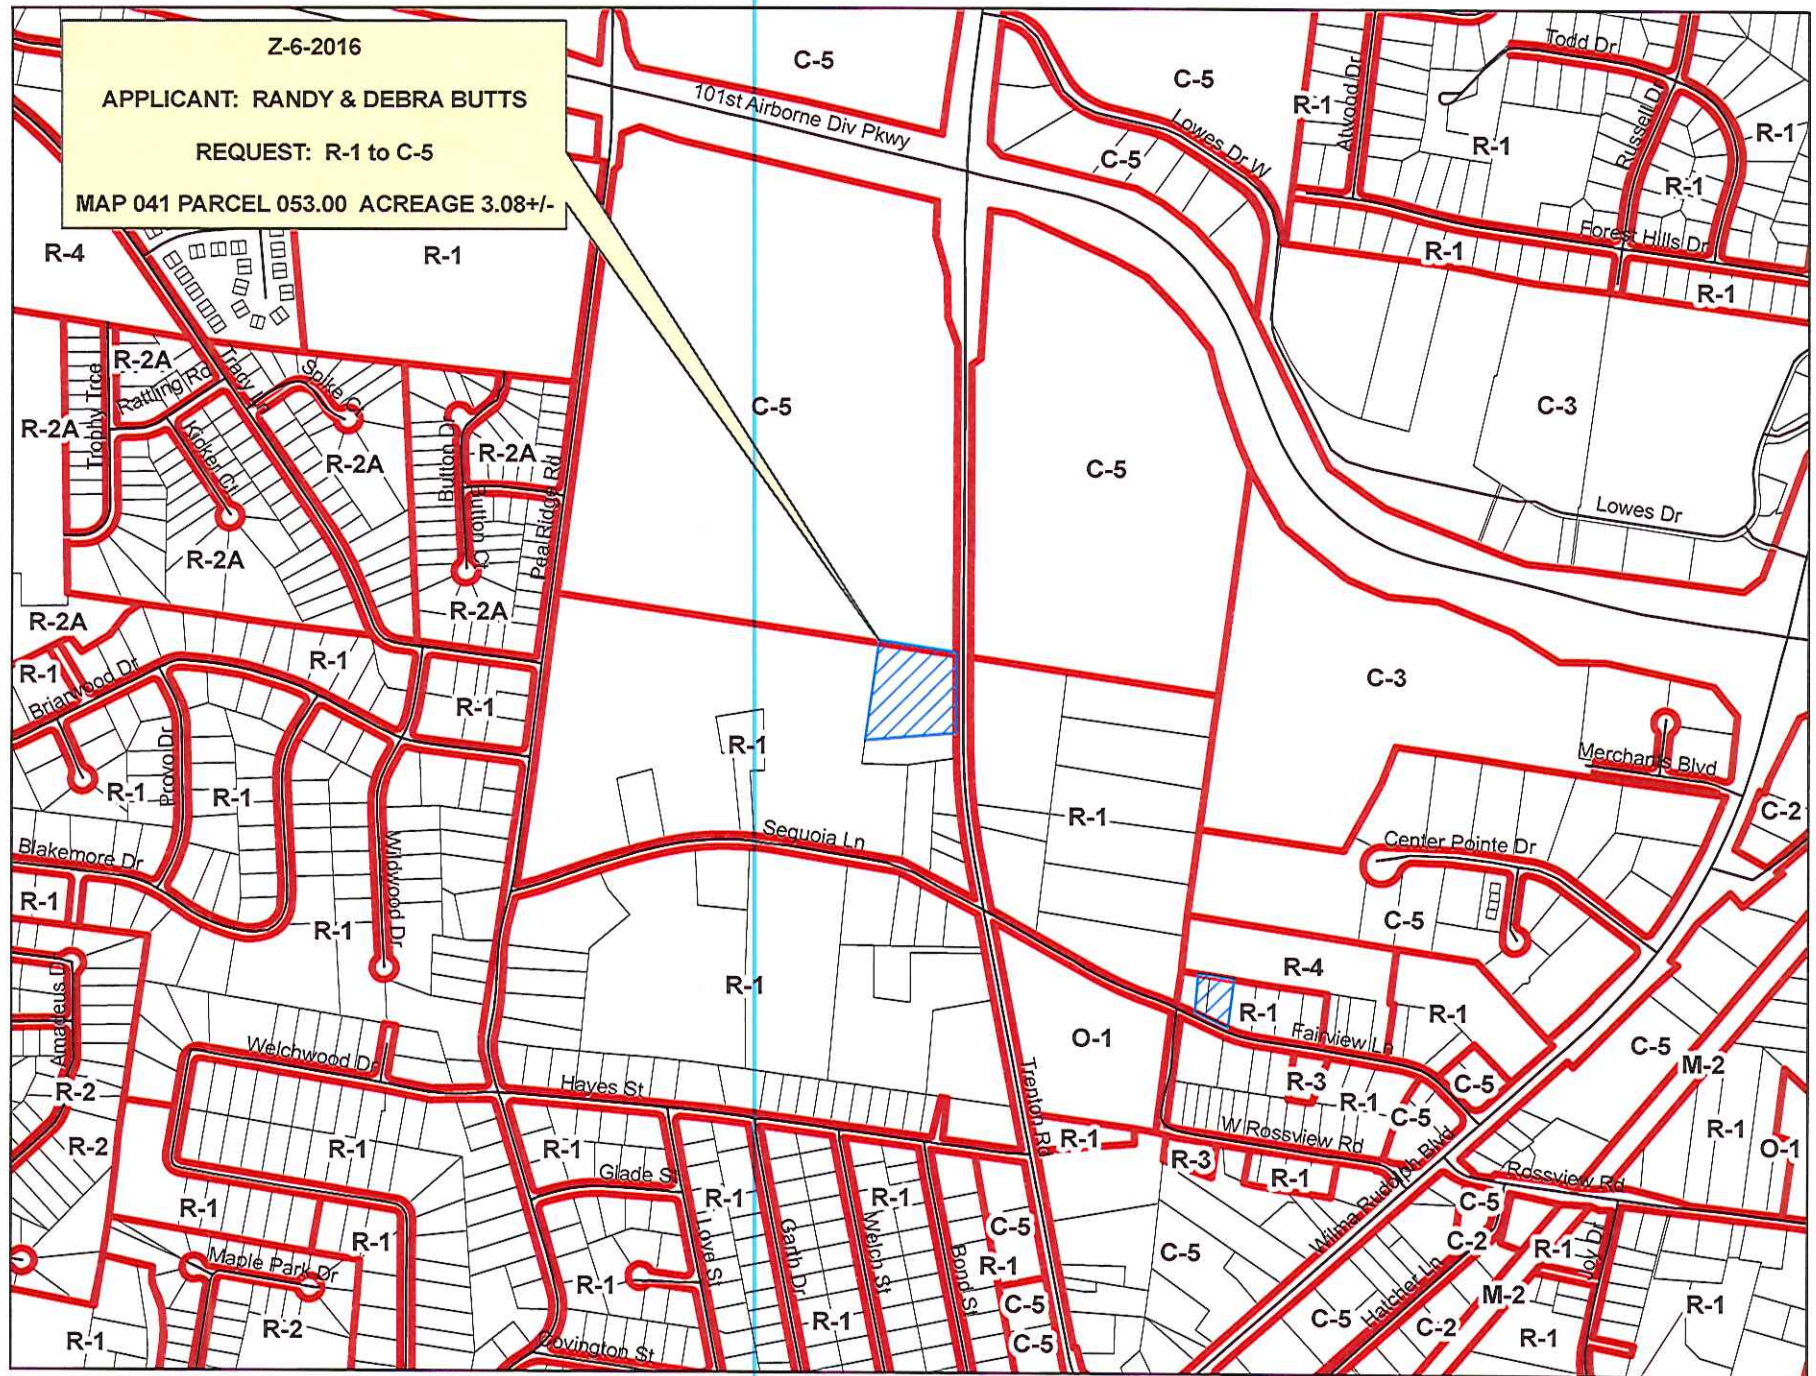 Z-6-2016
APPLICANT: RANDY & DEBRA BUTTS
REQUEST: R-1 to C-5
MAP 041 PARCEL 053.00 ACREAGE 3.08+/-
C-5
C-5
Todd Dr
101st Airborne Div Pkwy
R-1
Atwood Dr
Lowes Dr W
C-5
R-1
Russell Dr
R-1
R-1
R-4
R-1
Forest Hills Dr
R-1
R-1
R-2A
Trophy Trce
Rattling Rd
Trady Ln
Spike Ct
R-2A
Kicker Ct
R-2A
Button Dr
R-2A
Button Ct
Peal Ridge Rd
C-5
C-5
C-3
Lowes Dr
R-2A
R-2A
R-2A
R-1
Briarwood Dr
R-1
R-1
C-3
Merchants Blvd
R-1
Provo Dr
R-1
R-1
R-1
C-2
Sequoia Ln
Center Pointe Dr
Blakemore Dr
Wildwood Dr
R-1
R-1
C-5
R-4
R-1
R-1
R-1
Amadeus D
Fairview Ln
O-1
C-5
M-2
Welchwood Dr
Hayes St
Trenton Rd
R-3
R-1
C-5
C-5
R-2
R-2
R-1
R-1
R-1
W Rossview Rd
R-3
R-1
Wilma Rudolph Blvd
R-1
O-1
Rossview Rd
Glade St
R-1
R-1
R-1
C-5
C-5
C-2
R-1
Joy Dr
R-1
Maple Park Dr
Love St
Garth Dr
Welch St
Bond St
R-1
C-5
Hatcher Ln
R-1
R-1
R-2
R-1
C-5
C-5
C-5
C-2
M-2
R-1
R-1
Covington St